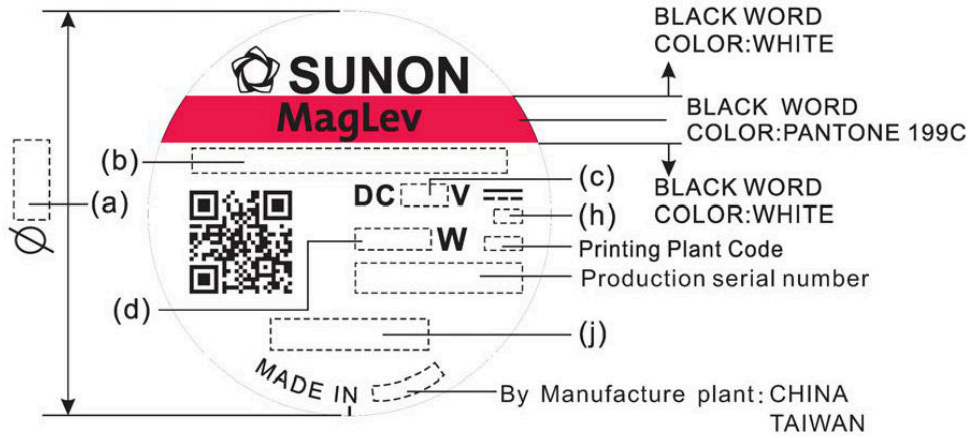 BLACK WORD
COLOR:WHITE
SUNON
MagLev
BLACK WORD
COLOR:PANTONE 199C
(b)
(c)
DC V
(a)
BLACK WORD
COLOR:WHITE
(h)
Ø
W
Printing Plant Code
Production serial number
(d)
(j)
MADE IN
By Manufacture plant: CHINA
TAIWAN